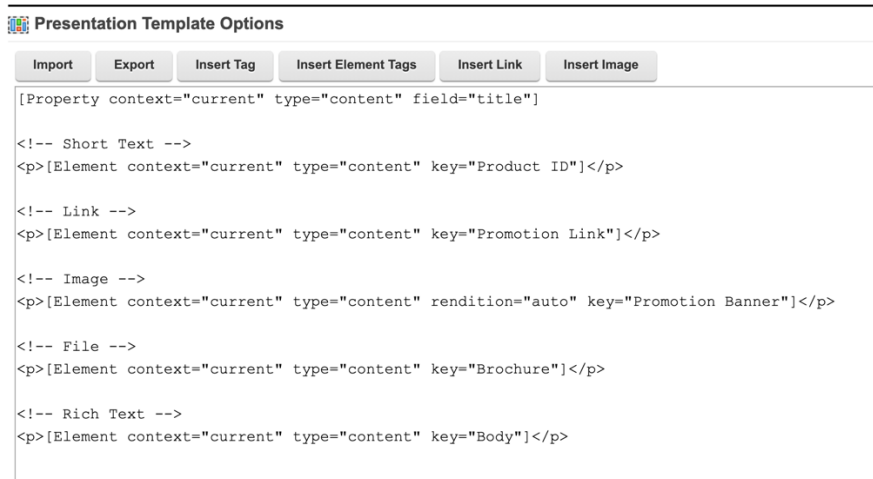 Presentation Template Options
Import Export Insert Tag Insert Element Tags Insert Link Insert Image
[Property context="current" type="content" field="title"]
<!-- Short Text -->
<p>[Element context="current" type="content" key="Product ID"]</p>
<!-- Link -->
<p>[Element context="current" type="content" key="Promotion Link"]</p>
<!-- Image -->
<p>[Element context="current" type="content" rendition="auto" key="Promotion Banner"]</p>
<!-- File -->
<p>[Element context="current" type="content" key="Brochure"]</p>
<!-- Rich Text -->
<p>[Element context="current" type="content" key="Body"]</p>